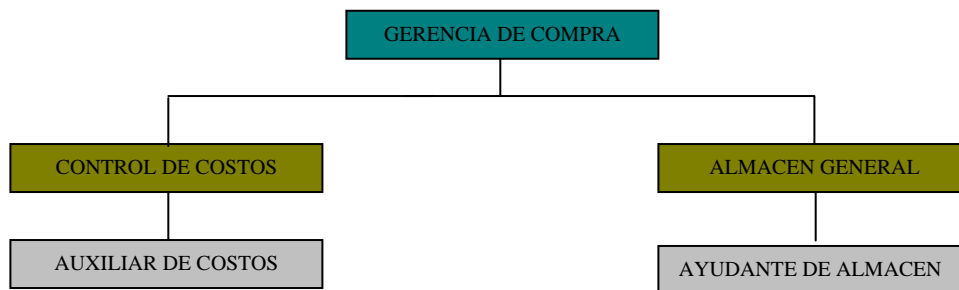 GERENCIA DE COMPRA
CONTROL DE COSTOS
ALMACEN GENERAL
AUXILIAR DE COSTOS
AYUDANTE DE ALMACEN